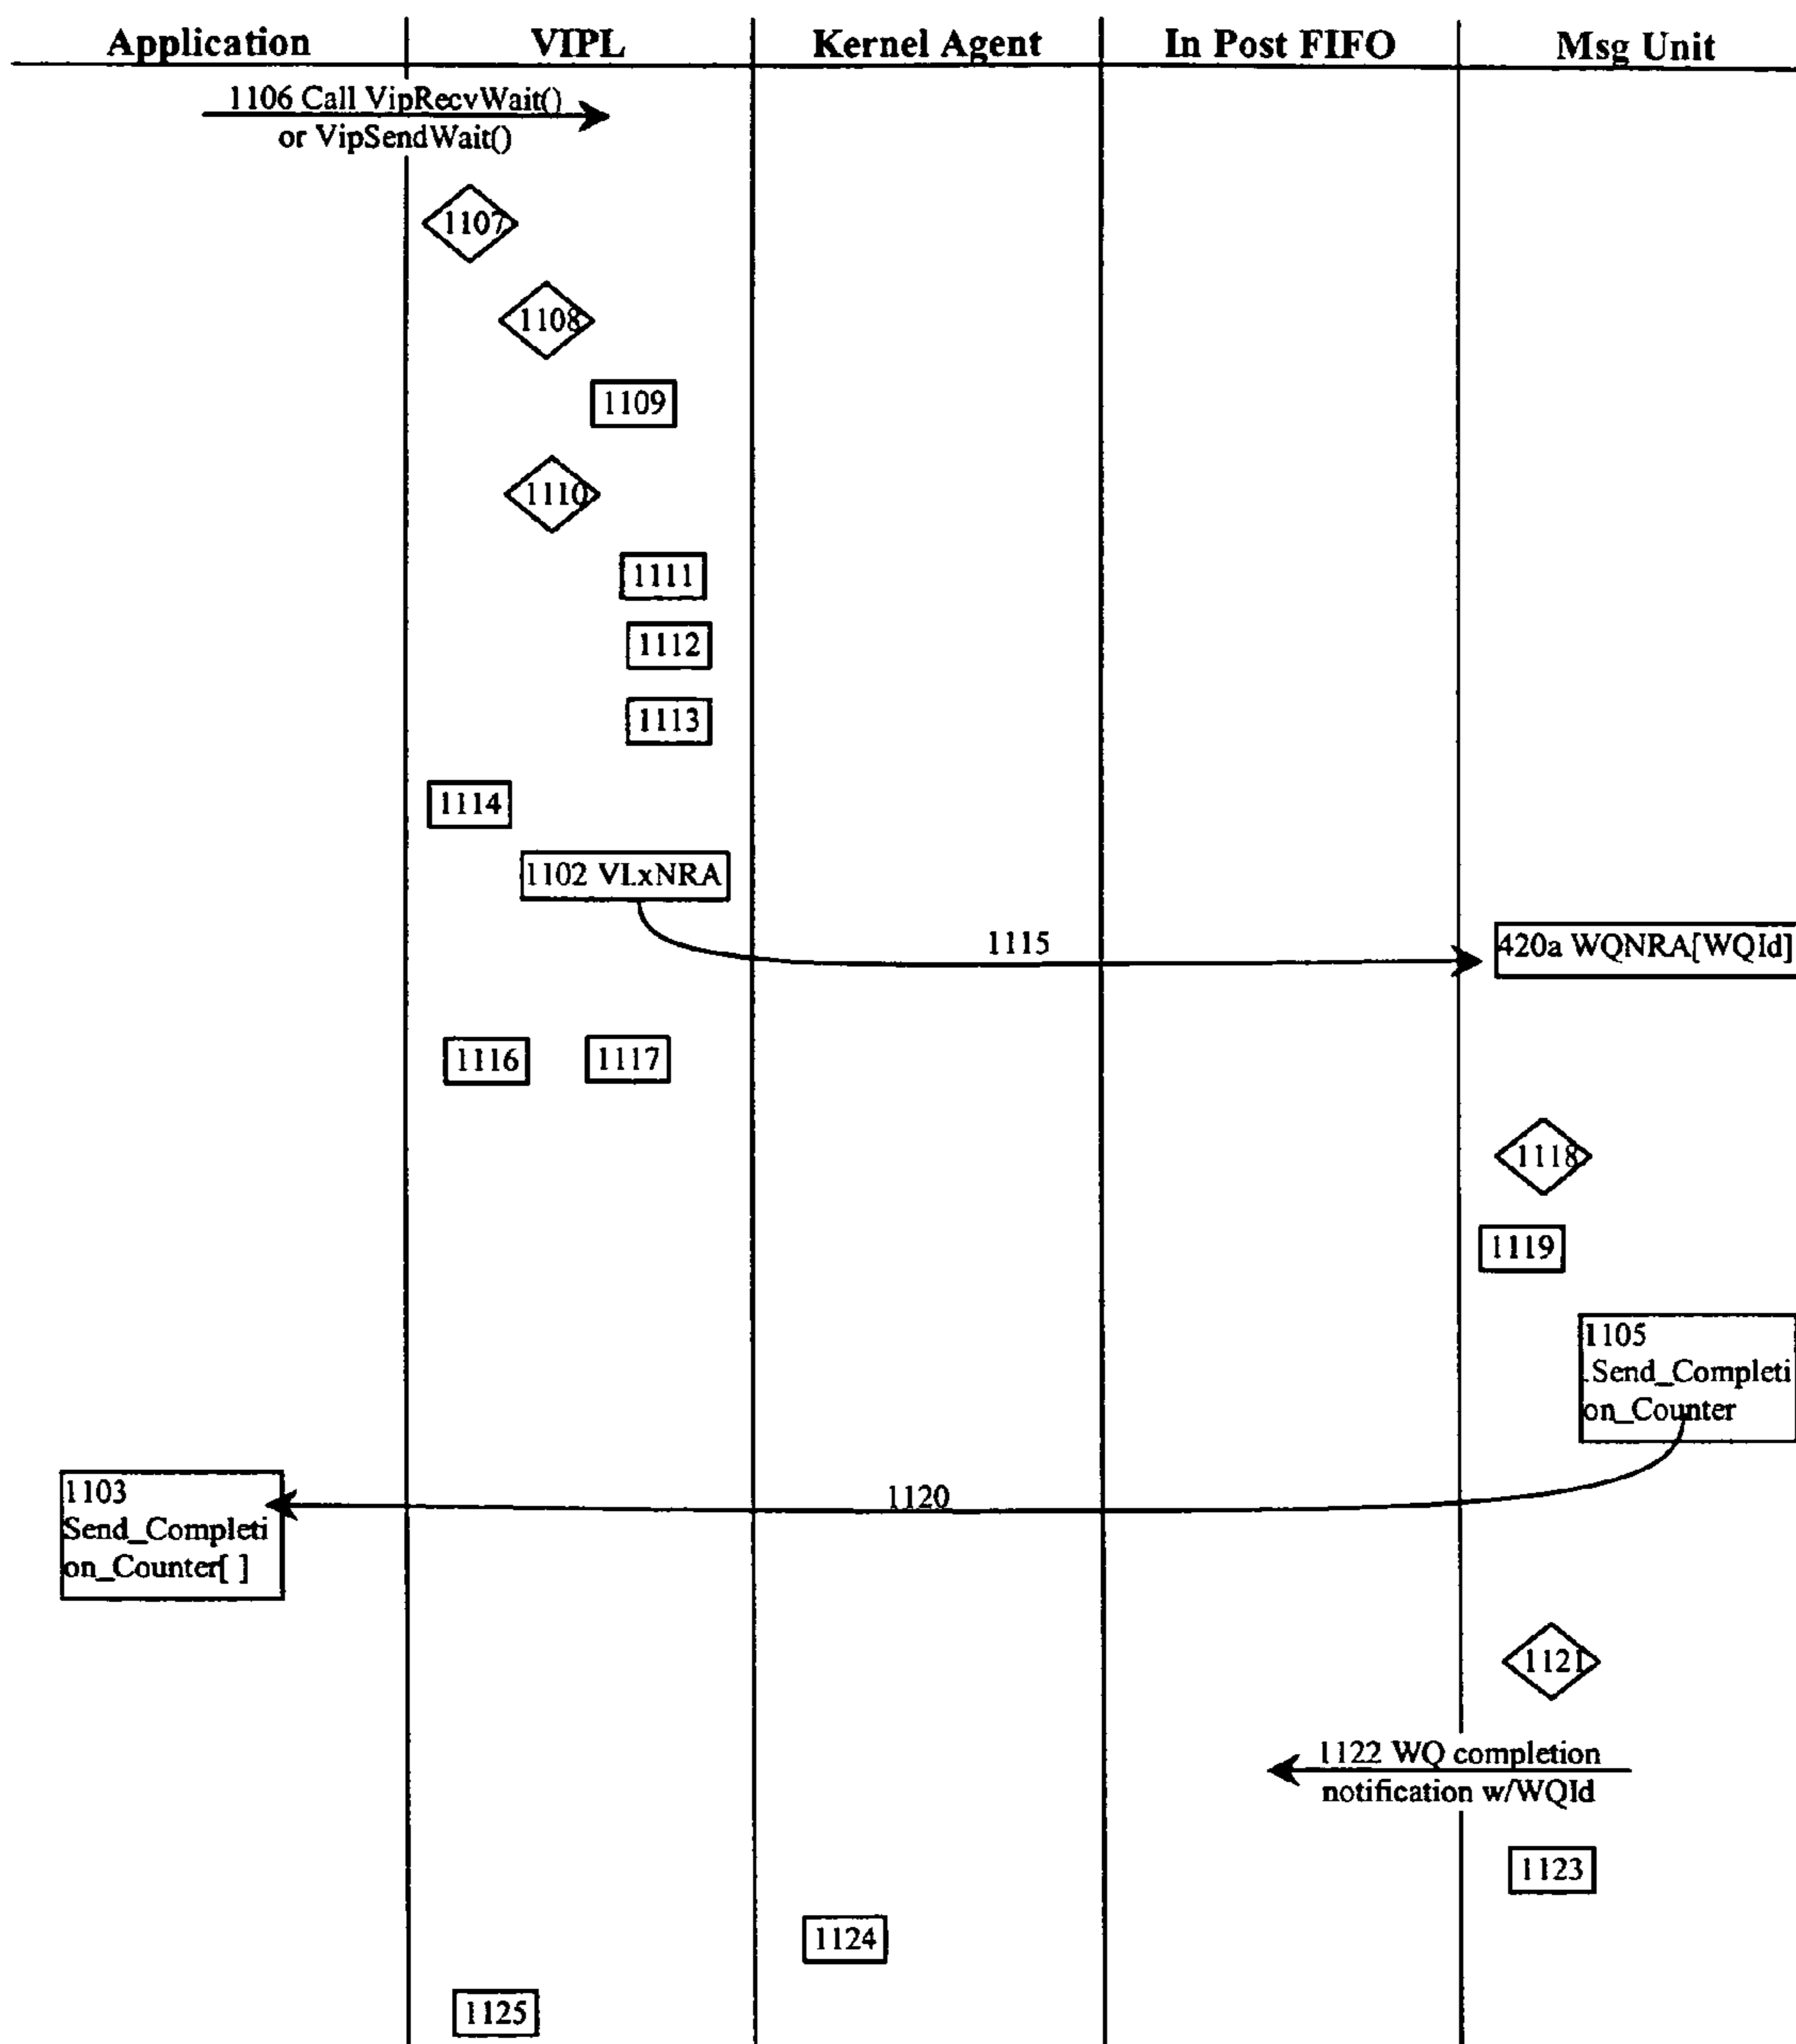 Application VIPL Kernel Agent In Post FIFO Msg Unit
1106 Call VipRecvWait()
or VipSendWait()
1107
1108
1109
1110
1111
1112
1113
1114
1102 VLxNRA
1115
420a WQNRA[WQId]
1116 1117
1118
1119
1105
.Send_Completi
on_Counter
1103
Send_Completi
on_Counter[ ]
1120
1121
1122 WQ completion
notification w/WQId
1123
1124
1125